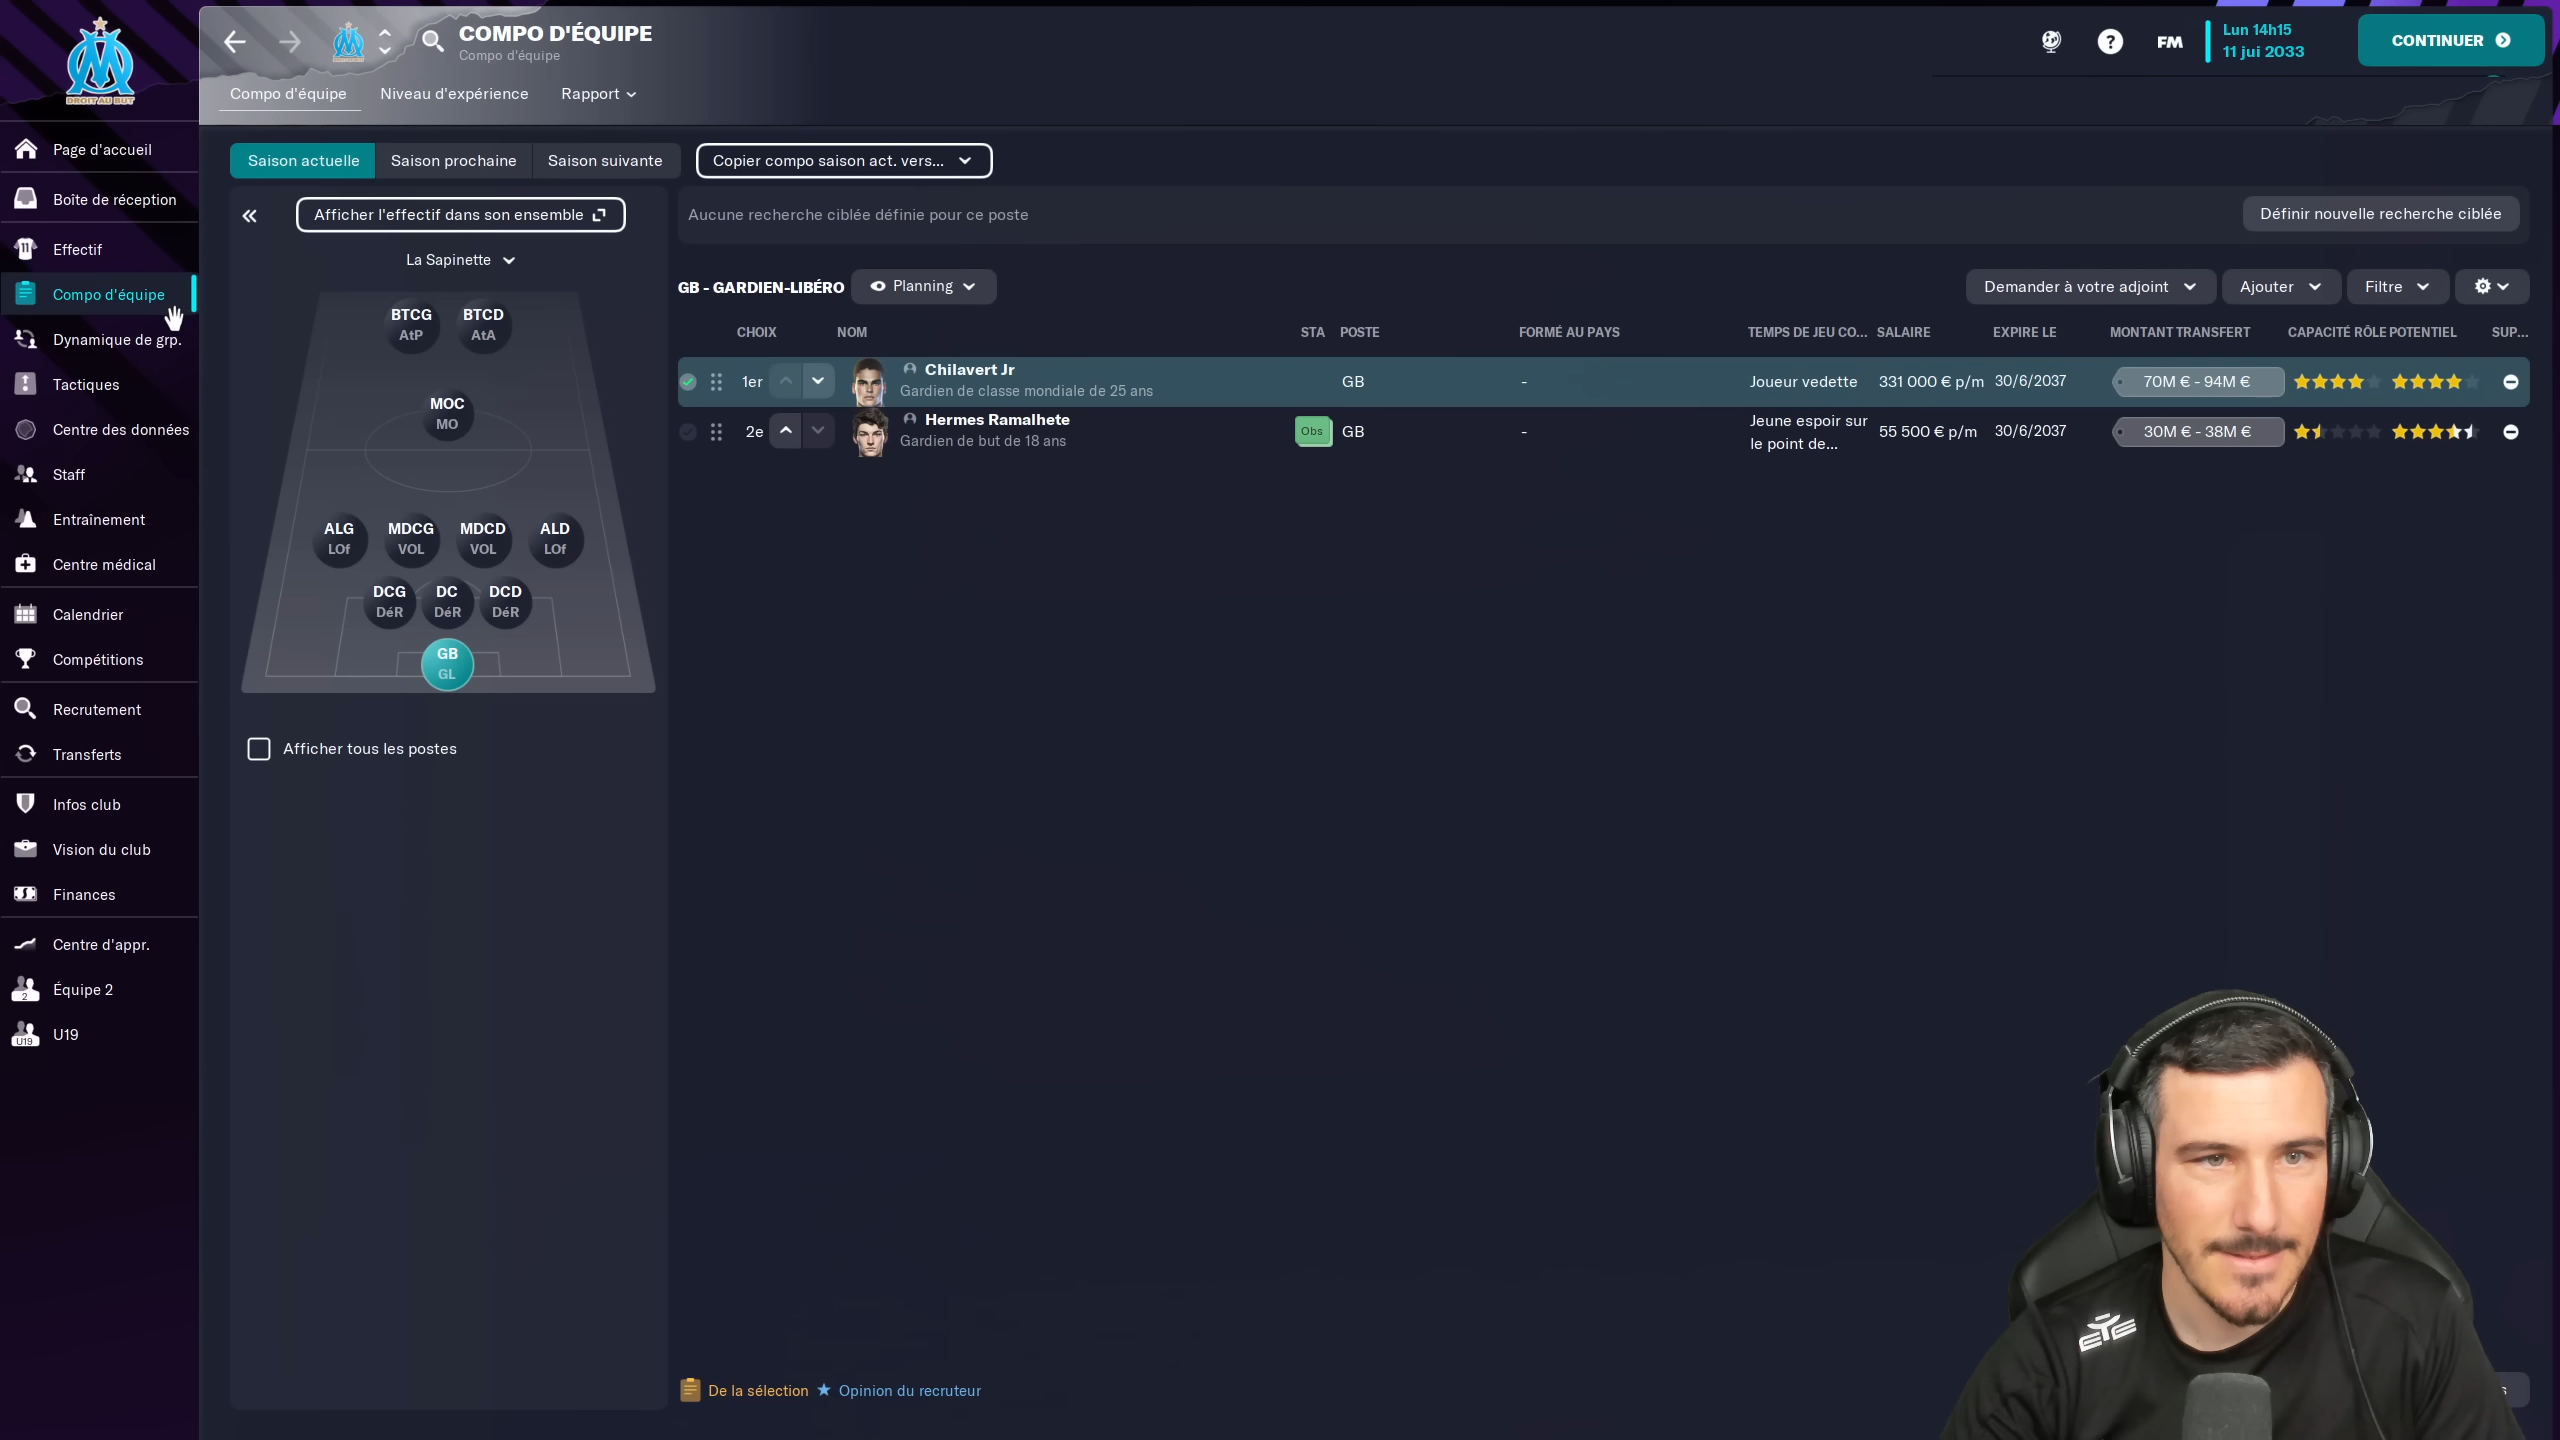 COMPO D'ÉQUIPE
Compo d'équipe
FM
Lun 14h15
11 jui 2033
CONTINUER
DROIT AU BUT
Compo d'équipe
Niveau d'expérience
Rapport
Page d'accueil
Boîte de réception
Effectif
Compo d'équipe
Dynamique de grp.
Tactiques
Centre des données
Staff
Entraînement
Centre médical
Calendrier
Compétitions
Recrutement
Transferts
Infos club
Vision du club
Finances
Centre d'appr.
2
Équipe 2
U19
U19
Saison actuelle
Saison prochaine
Saison suivante
Copier compo saison act. vers...
Afficher l'effectif dans son ensemble
La Sapinette
BTCG
AtP
BTCD
AtA
MOC
MO
ALG
LOf
MDCG
VOL
MDCD
VOL
ALD
LOf
DCG
DéR
DC
DéR
DCD
DéR
GB
GL
Afficher tous les postes
Aucune recherche ciblée définie pour ce poste
Définir nouvelle recherche ciblée
GB - GARDIEN-LIBÉRO
Planning
Demander à votre adjoint
Ajouter
Filtre
CHOIX NOM STA POSTE FORMÉ AU PAYS TEMPS DE JEU CO... SALAIRE EXPIRE LE MONTANT TRANSFERT CAPACITÉ RÔLE POTENTIEL SUP...
1er Chilavert Jr GB - Joueur vedette 331 000 € p/m 30/6/2037 70M € - 94M €
Gardien de classe mondiale de 25 ans
2e Hermes Ramalhete Obs GB - Jeune espoir sur le point de... 55 500 € p/m 30/6/2037 30M € - 38M €
Gardien de but de 18 ans
De la sélection
Opinion du recruteur